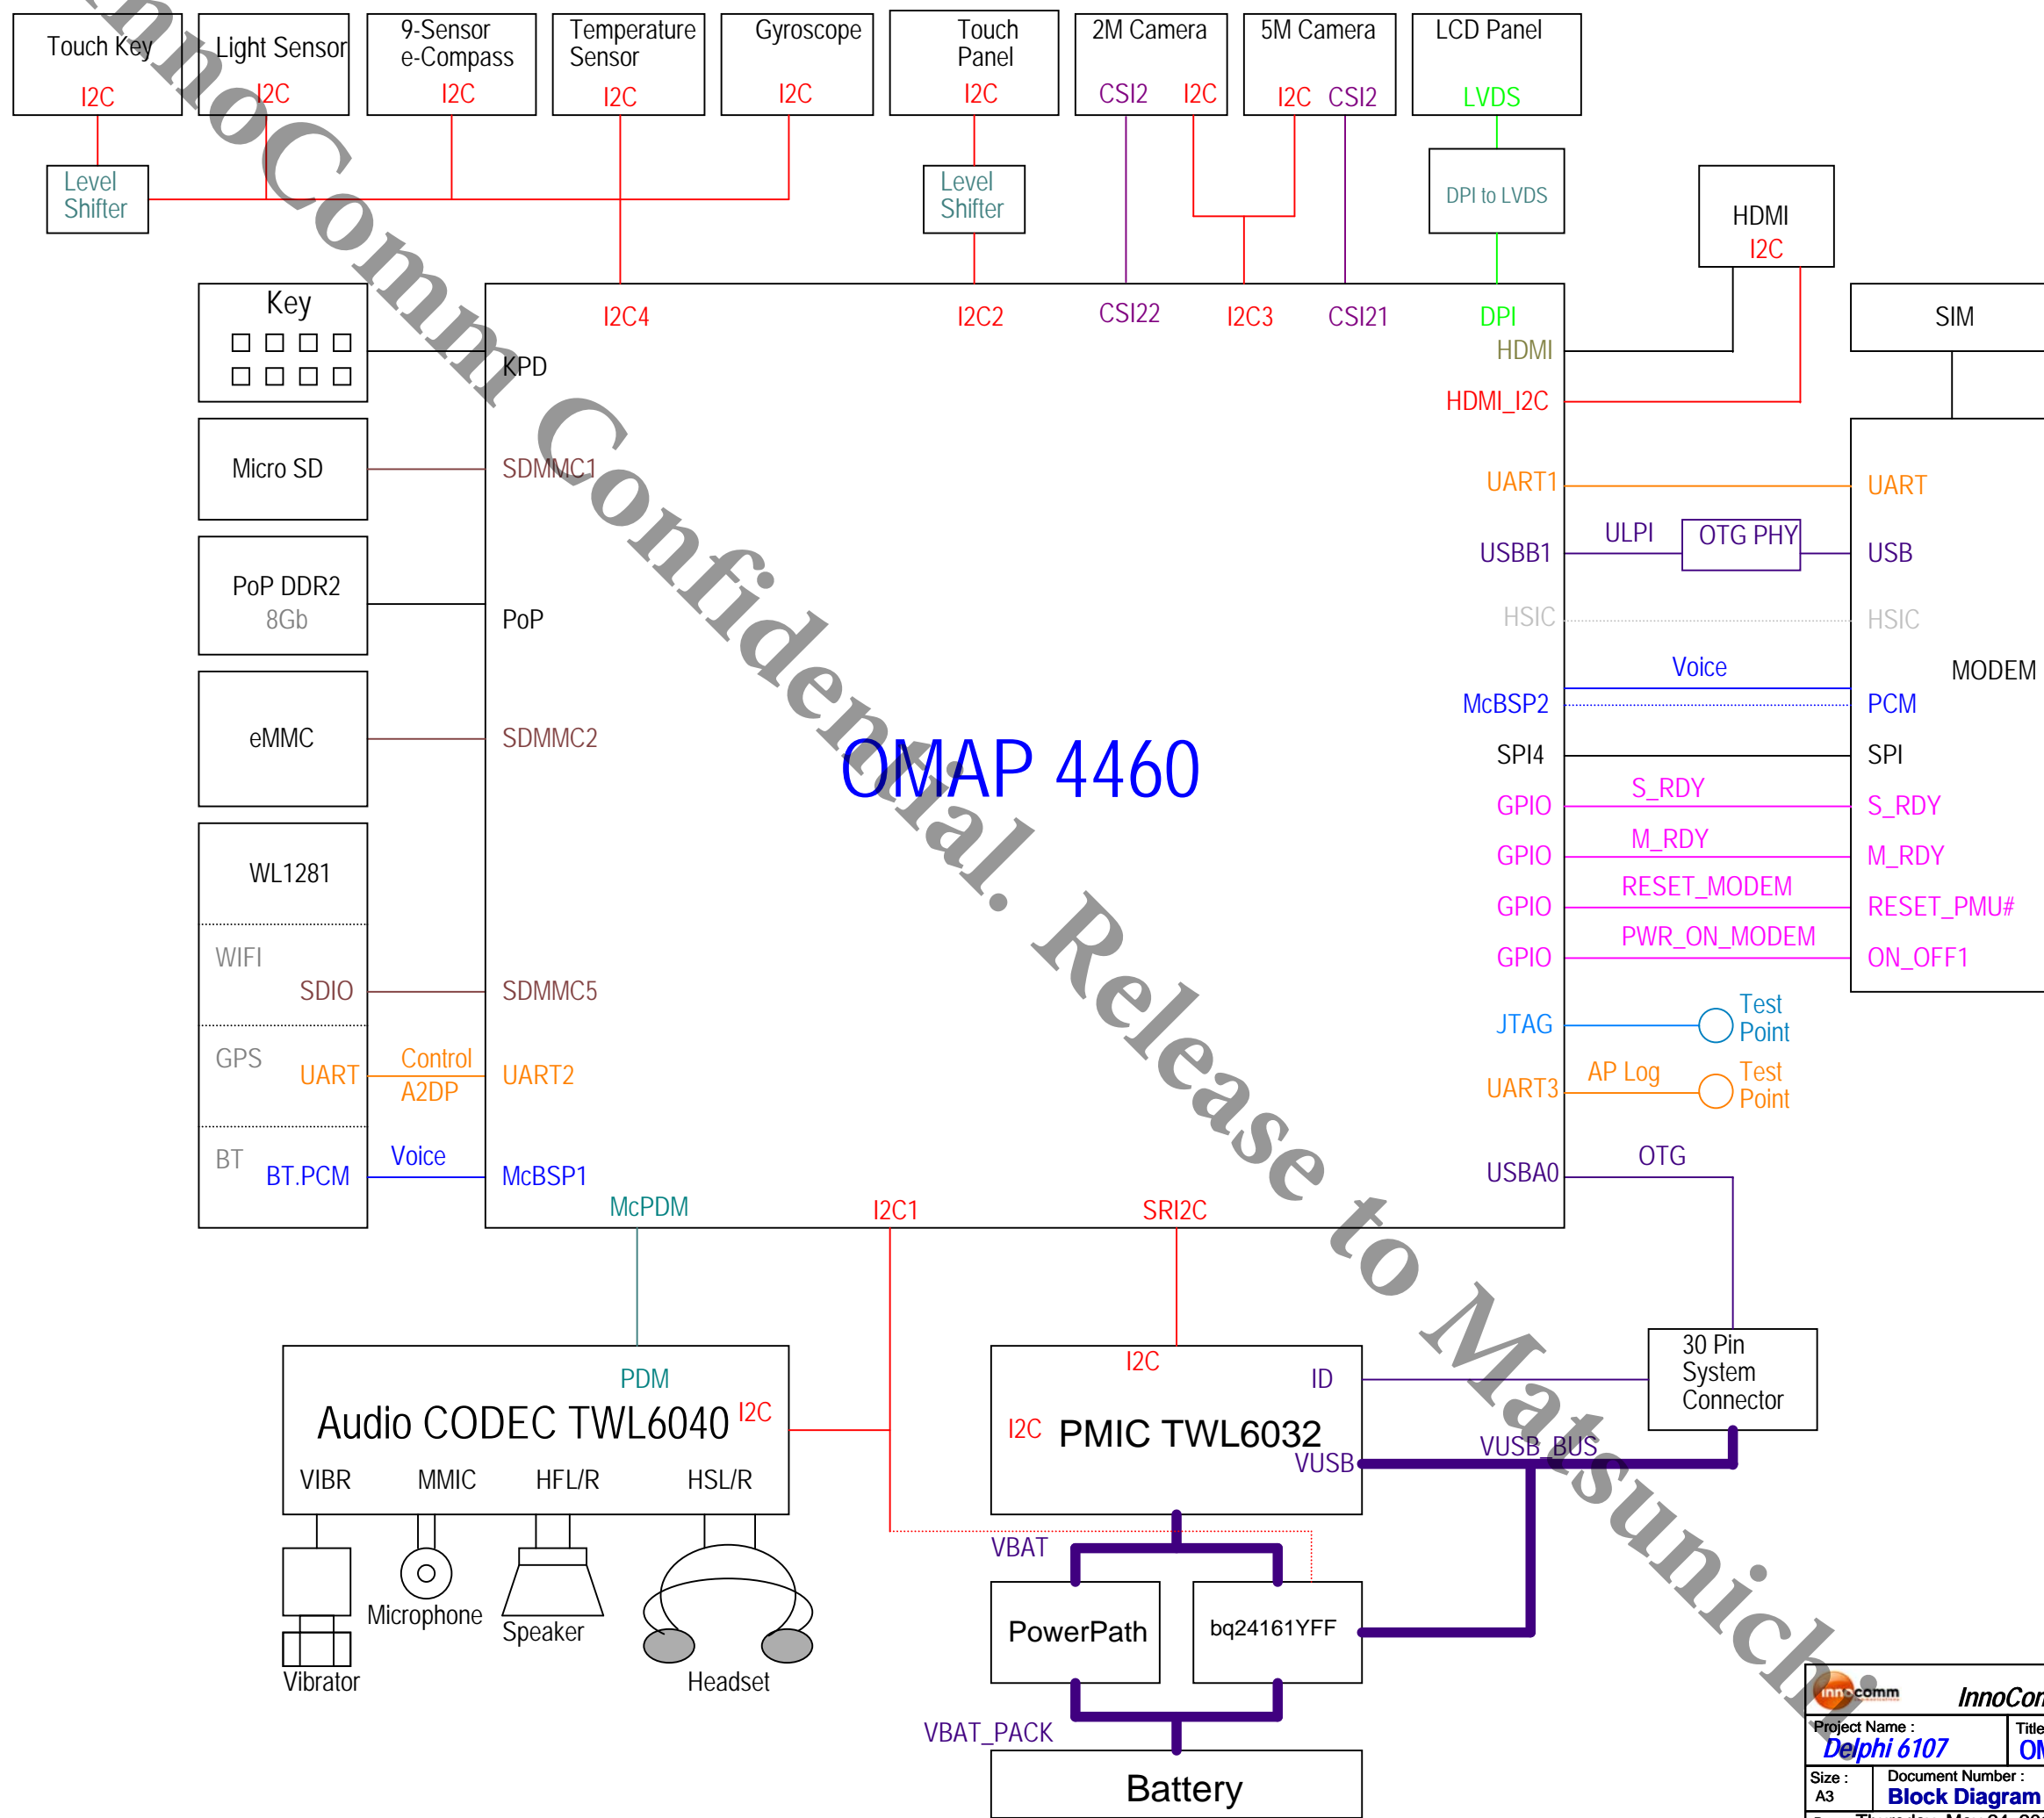 Touch Key
I2C
Light Sensor
I2C
9-Sensor
e-Compass
I2C
Temperature
Sensor
I2C
Gyroscope
I2C
Touch
Panel
I2C
2M Camera
CSI2 I2C
5M Camera
I2C CSI2
LCD Panel
LVDS
Level
Shifter
Level
Shifter
DPI to LVDS
HDMI
I2C
SIM
Key
I2C4
I2C2
CSI22
I2C3
CSI21
DPI
HDMI
KPD
HDMI_I2C
Micro SD
SDMMC1
UART1
UART
USBB1
ULPI
OTG PHY
USB
PoP DDR2
8Gb
PoP
HSIC
HSIC
Voice
MODEM
McBSP2
PCM
eMMC
SDMMC2
OMAP 4460
SPI4
SPI
GPIO
S_RDY
S_RDY
GPIO
M_RDY
M_RDY
GPIO
RESET_MODEM
RESET_PMU#
GPIO
PWR_ON_MODEM
ON_OFF1
WL1281
WIFI
SDIO
SDMMC5
JTAG
Test
Point
GPS
UART
Control
A2DP
UART2
UART3
AP Log
Test
Point
BT
BT.PCM
Voice
McBSP1
USBA0
OTG
McPDM
I2C1
SRI2C
PDM
Audio CODEC TWL6040
I2C
VIBR
MMIC
HFL/R
HSL/R
I2C
ID
I2C
PMIC TWL6032
VUSB
30 Pin
System
Connector
VUSB_BUS
VBAT
Vibrator
Microphone
Speaker
Headset
PowerPath
bq24161YFF
VBAT_PACK
Battery
InnoComm Confidential. Release to Matsunichi.
innocomm
Project Name :
Delphi 6107
Size :
A3
Document Number :
Block Diagram